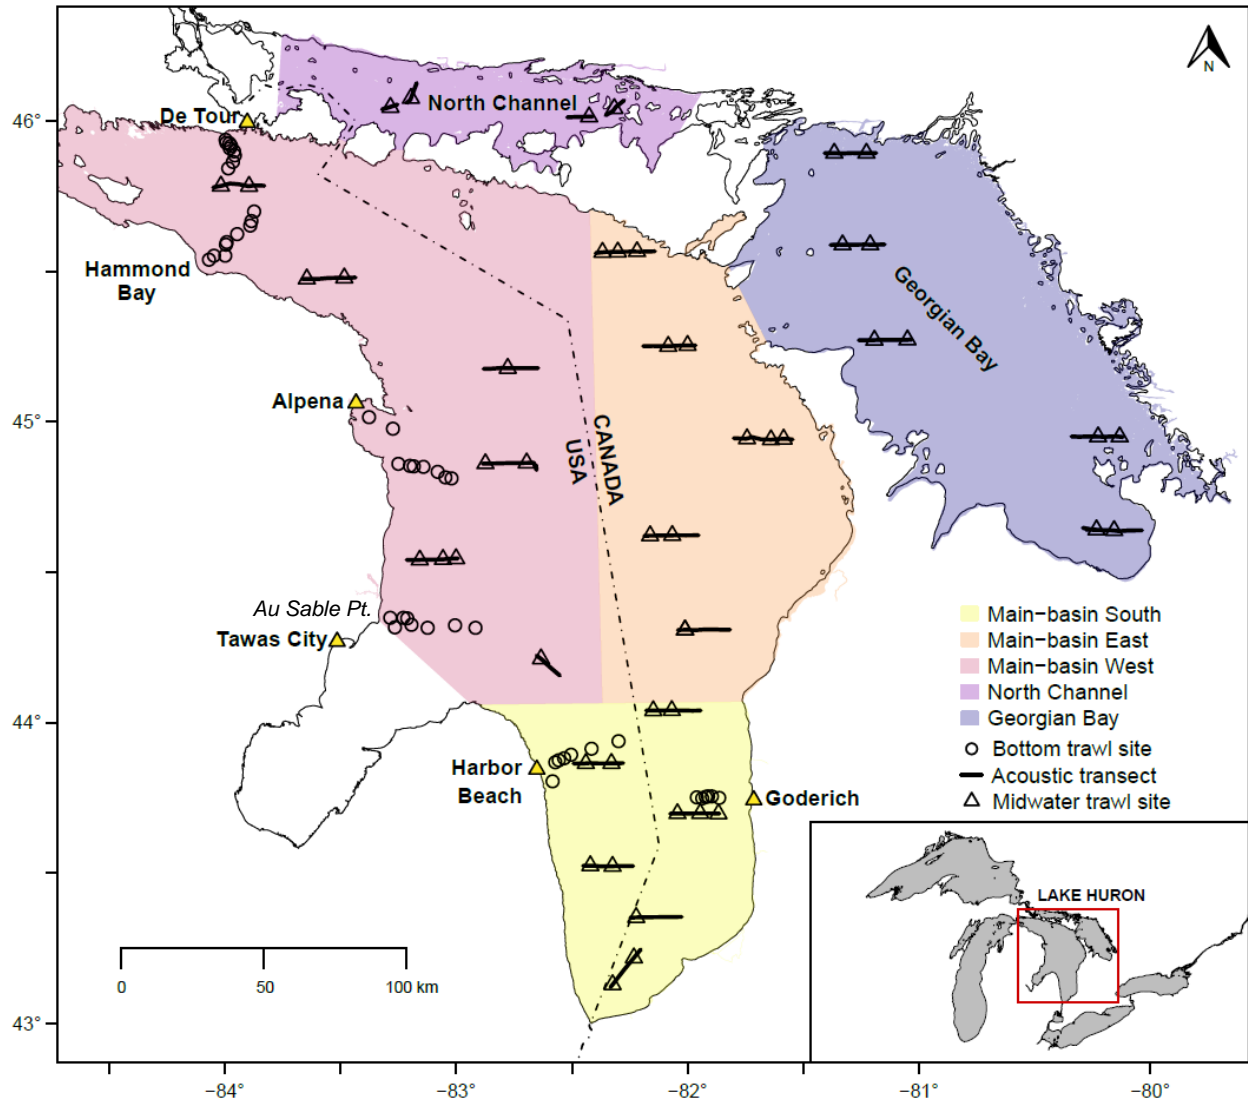 N
North Channel
De Tour
46°
Hammond
Bay
Georgian Bay
Alpena
45°
CANADA
USA
Au Sable Pt.
Tawas City
Main-basin South
Main-basin East
Main-basin West
North Channel
Georgian Bay
Bottom trawl site
Acoustic transect
Midwater trawl site
44°
Harbor
Beach
Goderich
LAKE HURON
0 50 100 km
43°
−84° −83° −82° −81° −80°